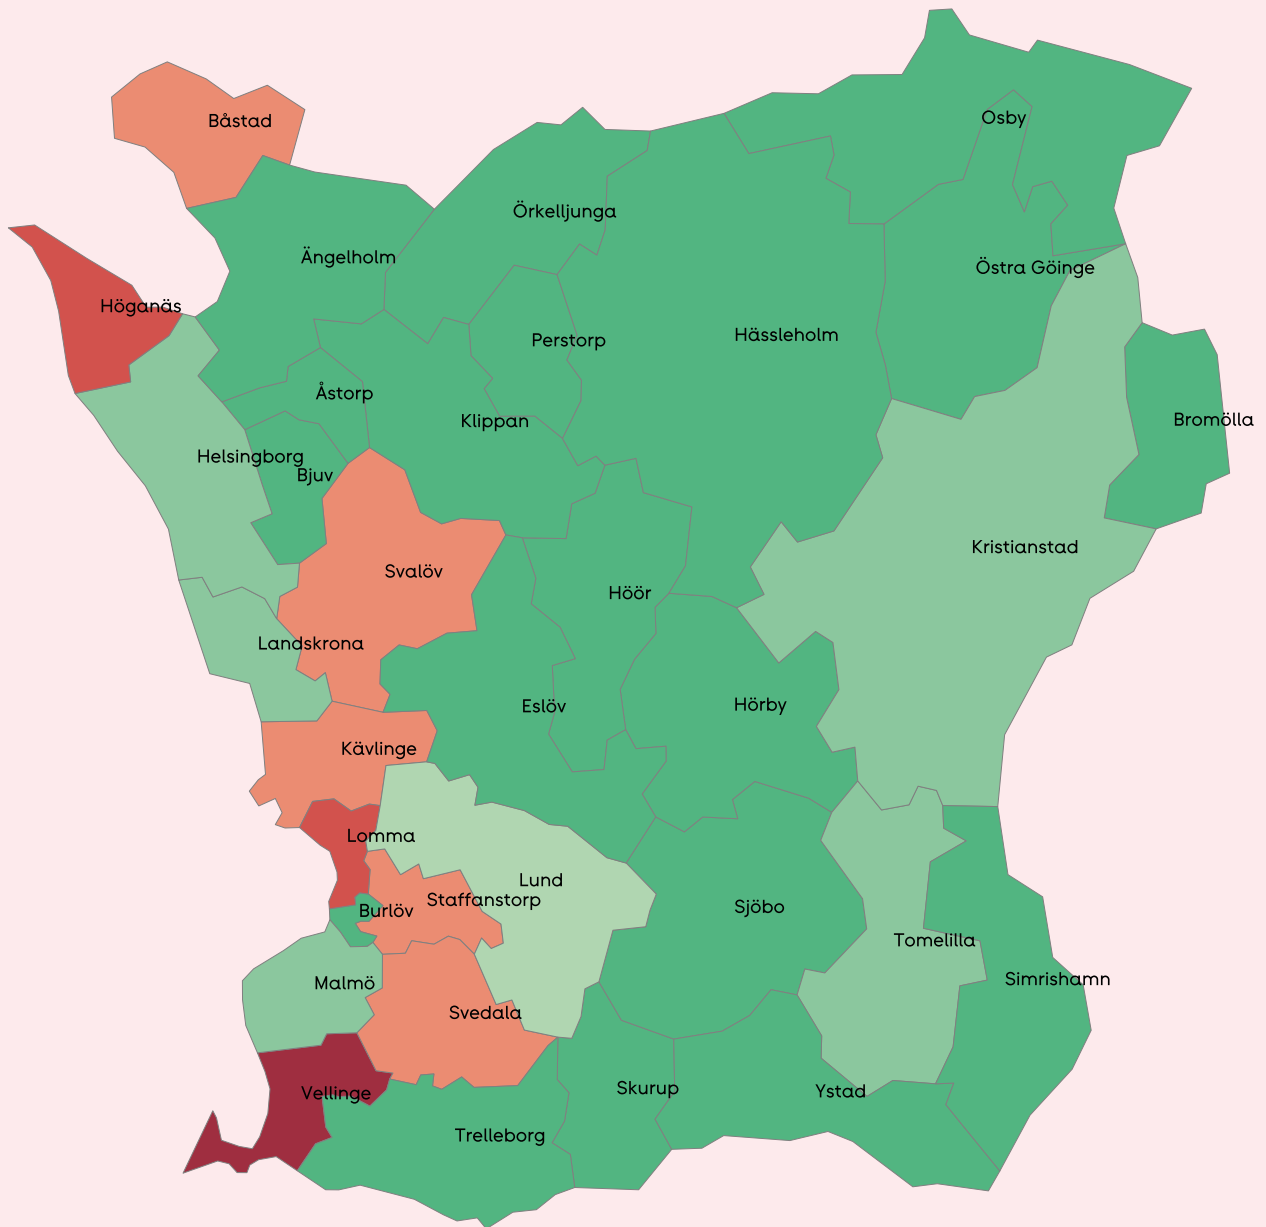 Osby
Båstad
Örkelljunga
Ängelholm
Östra Göinge
Höganäs
Hässleholm
Perstorp
Åstorp
Klippan
Bromölla
Helsingborg
Bjuv
Kristianstad
Svalöv
Höör
Landskrona
Hörby
Eslöv
Kävlinge
Lomma
Lund
Staffanstorp
Burlöv
Sjöbo
Tomelilla
Simrishamn
Malmö
Svedala
Skurup
Ystad
Vellinge
Trelleborg